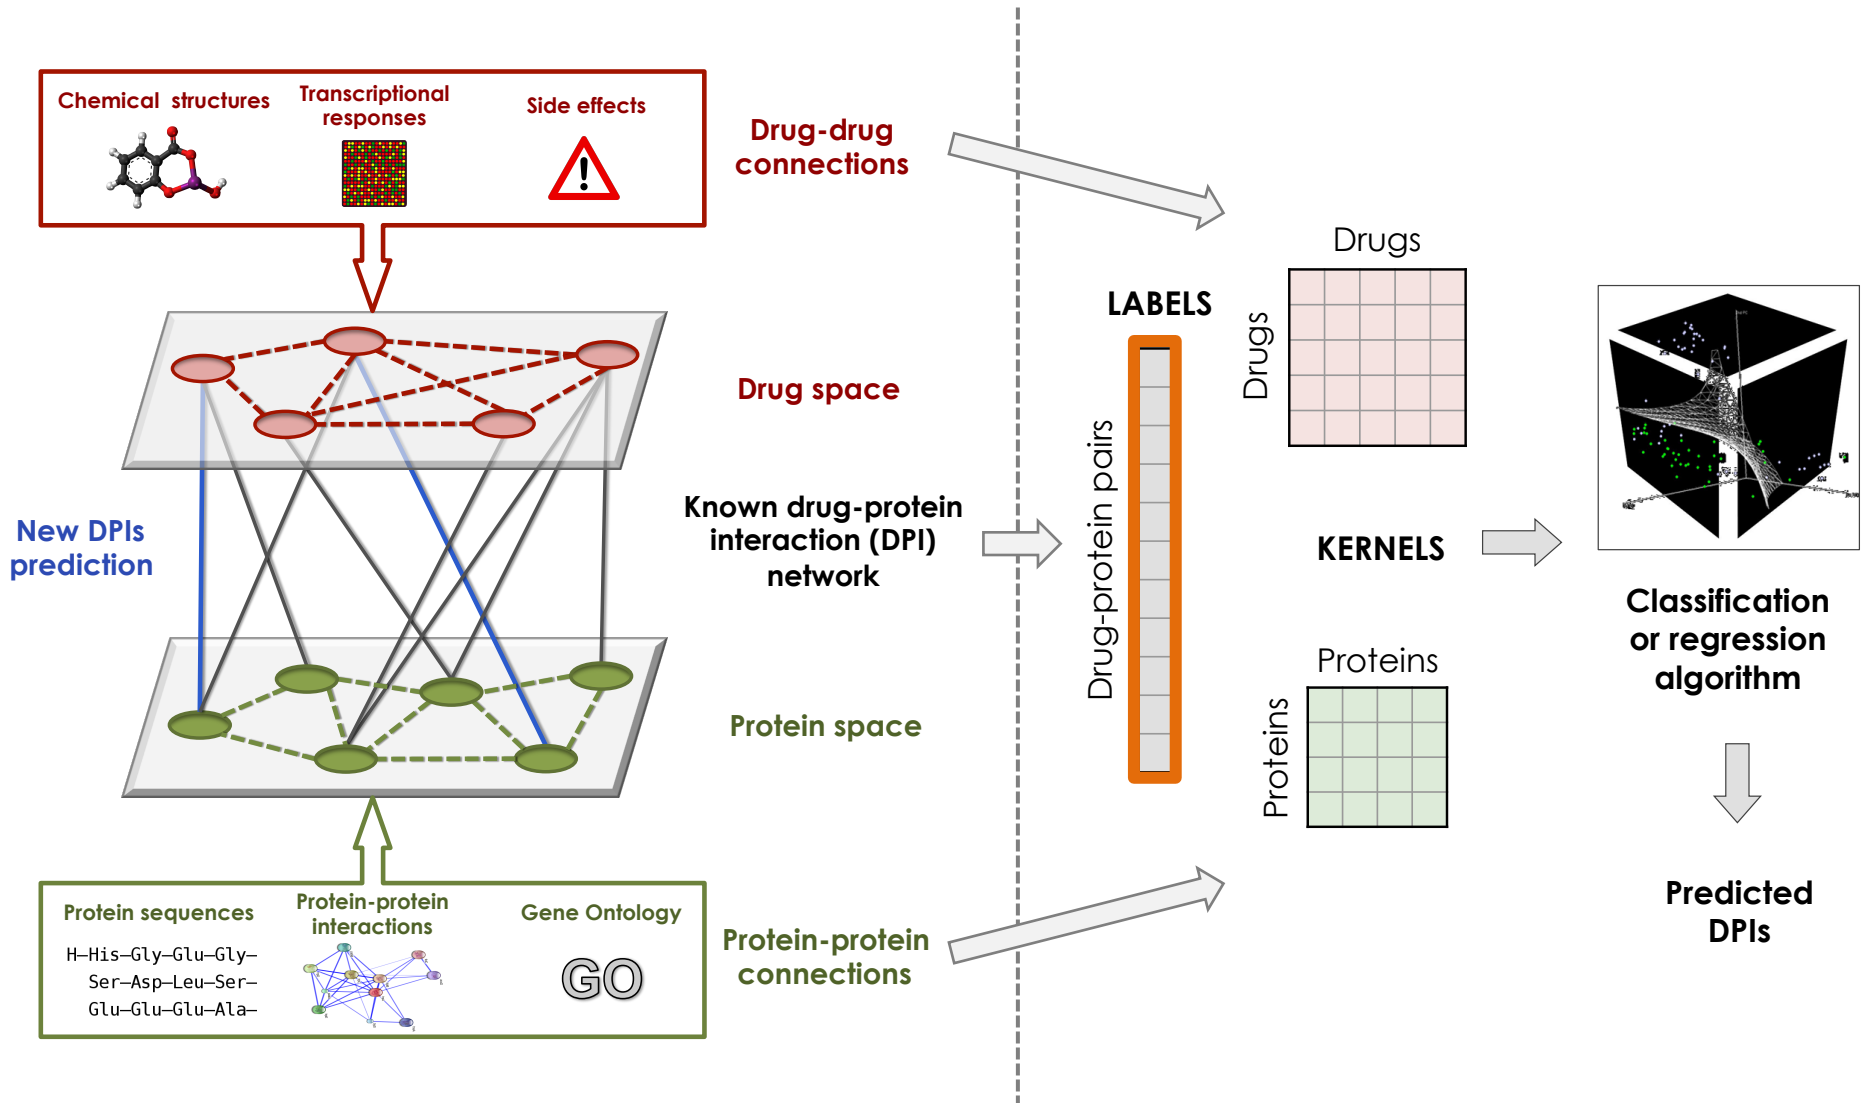 Chemical structures
Transcriptional
responses
Side effects
Drug-drug
connections
Drug space
New DPIs
prediction
Known drug-protein
interaction (DPI)
network
Protein space
Protein sequences
H–His–Gly–Glu–Gly–
Ser–Asp–Leu–Ser–
Glu–Glu–Glu–Ala–
Protein-protein
interactions
Gene Ontology
GO
Protein-protein
connections
LABELS
Drug-protein pairs
Drugs
Drugs
KERNELS
Proteins
Proteins
Classification
or regression
algorithm
Predicted
DPIs